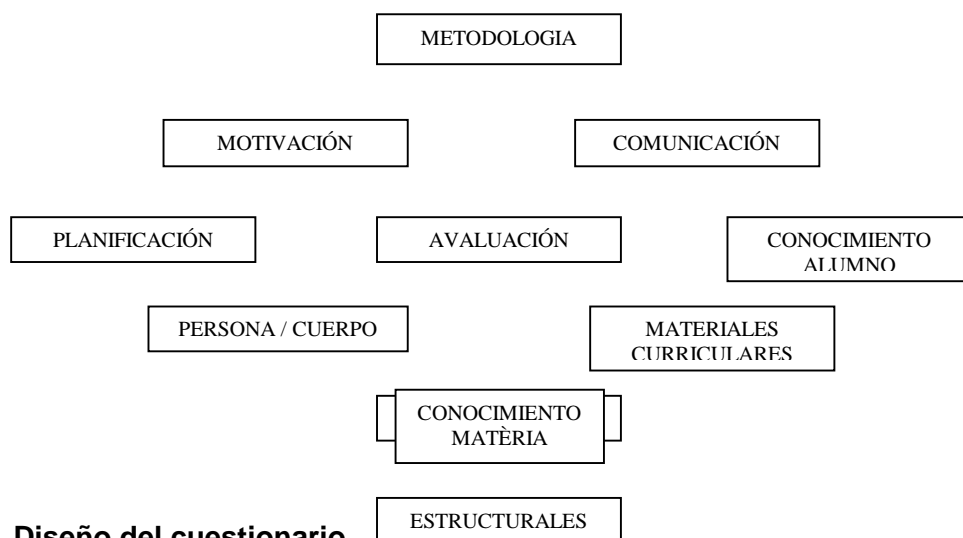 METODOLOGIA
MOTIVACIÓN
COMUNICACIÓN
PLANIFICACIÓN
AVALUACIÓN
CONOCIMIENTO
ALUMNO
PERSONA / CUERPO
MATERIALES
CURRICULARES
CONOCIMIENTO
MATÈRIA
ESTRUCTURALES
Diseño del cuestionario